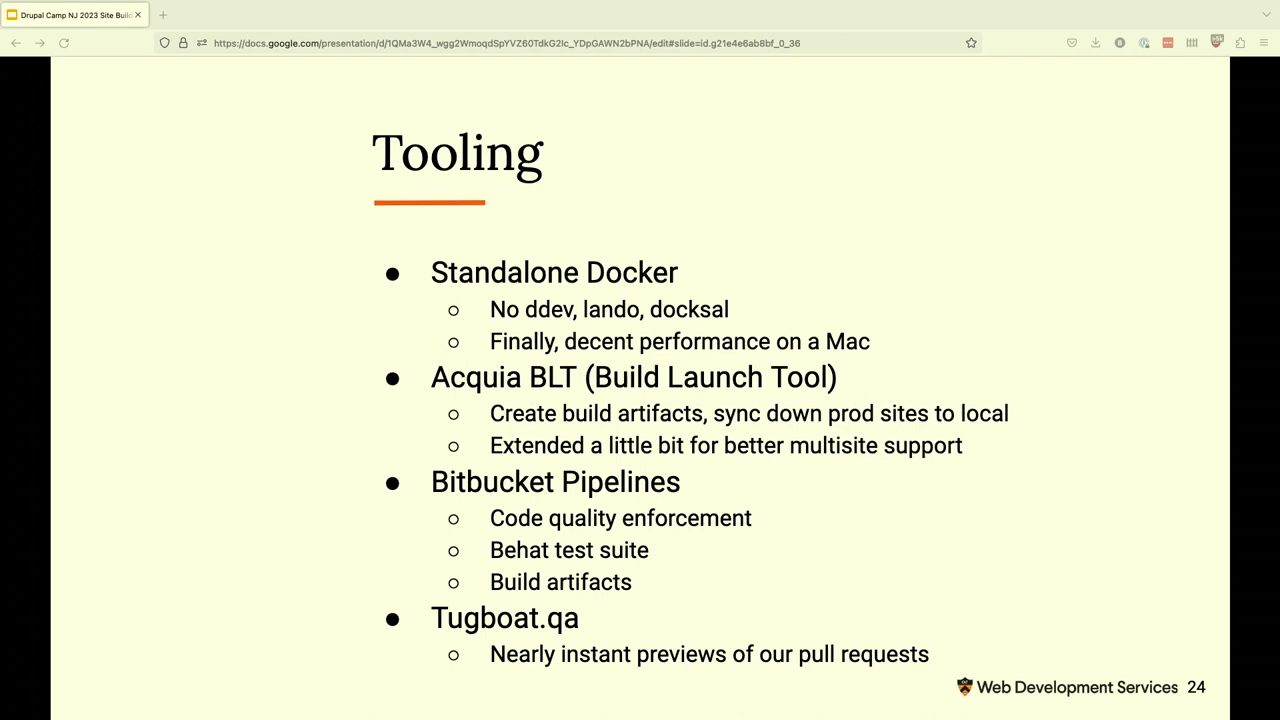 Drupal Camp NJ 2023 Site Buil
https://docs.google.com/presentation/d/1QMa3W4_wgg2WmoqdSpYVZ60TdkG2lc_YDpGAWN2bPNA/edit#slide=id.g21e4e6ab8bf_0_36
Tooling
● Standalone Docker
○ No ddev, lando, docksal
○ Finally, decent performance on a Mac
● Acquia BLT (Build Launch Tool)
○ Create build artifacts, sync down prod sites to local
○ Extended a little bit for better multisite support
● Bitbucket Pipelines
○ Code quality enforcement
○ Behat test suite
○ Build artifacts
● Tugboat.qa
○ Nearly instant previews of our pull requests
Web Development Services 24